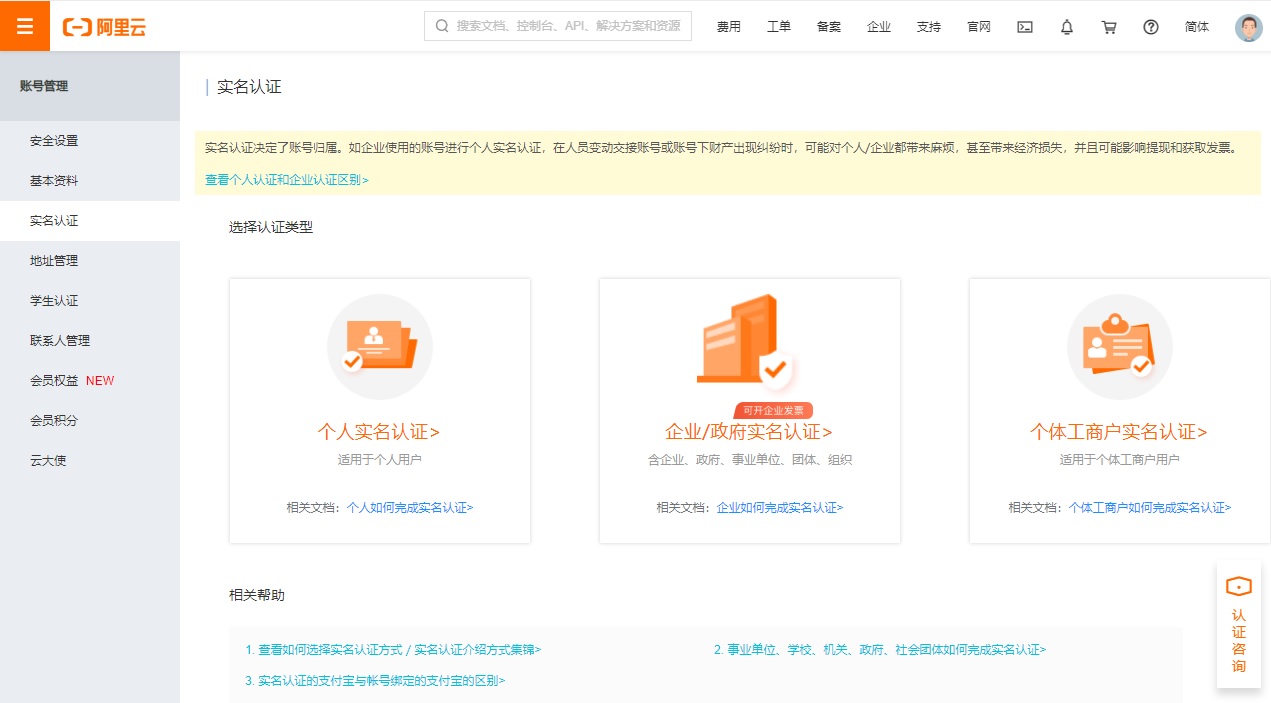 阿里云
搜索文档、控制台、API、解决方案和资源
费用 工单 备案 企业 支持 官网 简体
账号管理
安全设置
基本资料
实名认证
地址管理
学生认证
联系人管理
会员权益 NEW
会员积分
云大使
实名认证
实名认证决定了账号归属。如企业使用的账号进行个人实名认证，在人员变动交接账号或账号下财产出现纠纷时，可能对个人/企业都带来麻烦，甚至带来经济损失，并且可能影响提现和获取发票。
查看个人认证和企业认证区别>
选择认证类型
个人实名认证>
适用于个人用户
相关文档：个人如何完成实名认证>
可开企业发票
企业/政府实名认证>
含企业、政府、事业单位、团体、组织
相关文档：企业如何完成实名认证>
个体工商户实名认证>
适用于个体工商户用户
相关文档：个体工商户如何完成实名认证>
相关帮助
1. 查看如何选择实名认证方式 / 实名认证介绍方式集锦>
2. 事业单位、学校、机关、政府、社会团体如何完成实名认证>
3. 实名认证的支付宝与帐号绑定的支付宝的区别>
认证咨询